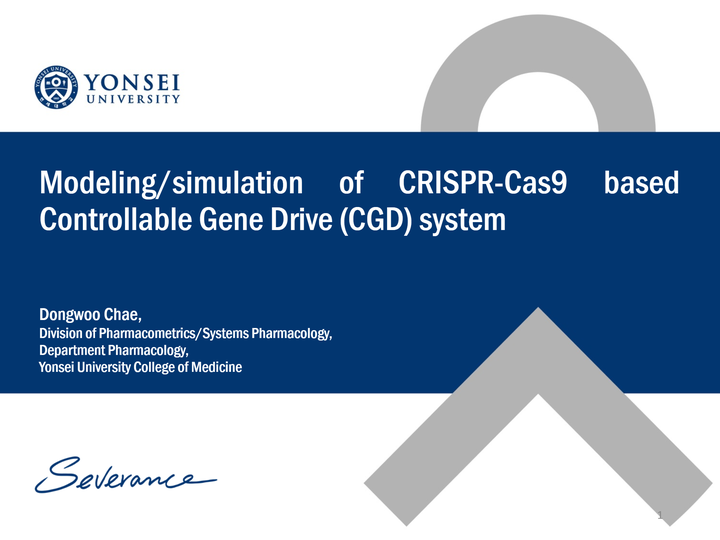 YONSEI
UNIVERSITY
Modeling/simulation of CRISPR-Cas9 based
Controllable Gene Drive (CGD) system
Dongwoo Chae,
Division of Pharmacometrics/Systems Pharmacology,
Department Pharmacology,
Yonsei University College of Medicine
Severance
1